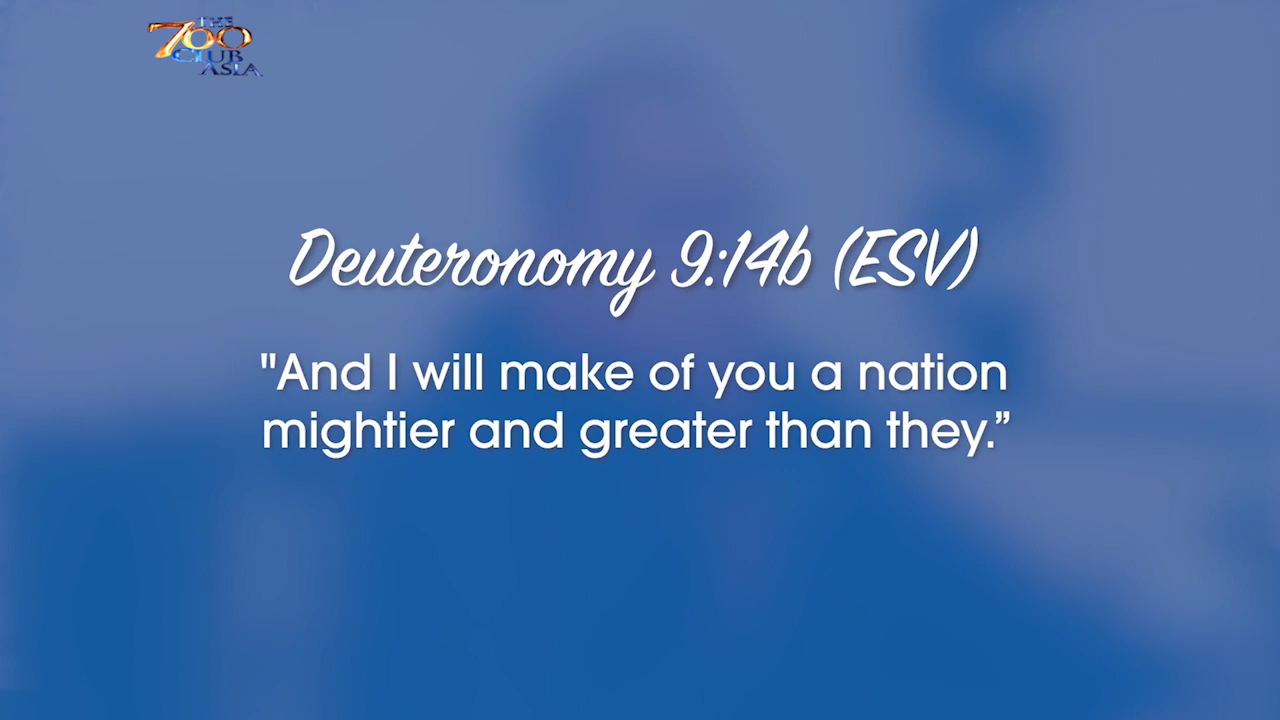 THE
700
CLUB
ASIA
Deuteronomy 9:14b (ESV)
"And I will make of you a nation
mightier and greater than they.”